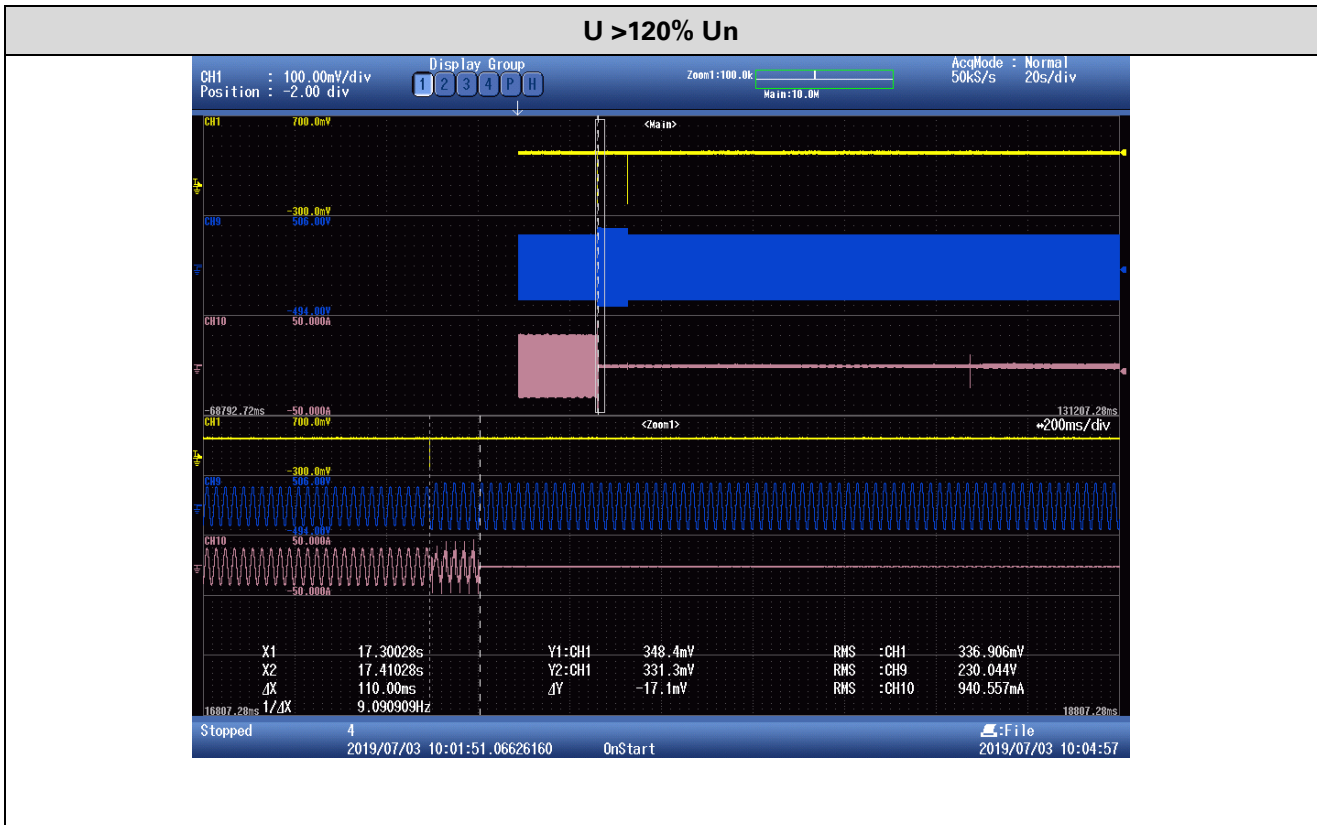 U >120% Un
CH1 : 100.00mV/div
Position : -2.00 div
Display Group
1 2 3 4 P H
Zoom1:100.0k
Main:10.0M
AcqMode : Normal
50kS/s 20s/div
CH1 700.0mV
<Main>
-300.0mV
CH9 506.00V
-494.00V
CH10 50.000A
-68792.72ms -50.000A 131207.28ms
CH1 700.0mV
<Zoom1>
↔200ms/div
-300.0mV
CH9 506.00V
-494.00V
CH10 50.000A
-50.000A
X1 17.30028s Y1:CH1 348.4mV RMS :CH1 336.906mV
X2 17.41028s Y2:CH1 331.3mV RMS :CH9 230.044V
ΔX 110.00ms ΔY -17.1mV RMS :CH10 940.557mA
16807.28ms 1/ΔX 9.090909Hz 18807.28ms
Stopped 4 :File
2019/07/03 10:01:51.06626160 OnStart 2019/07/03 10:04:57